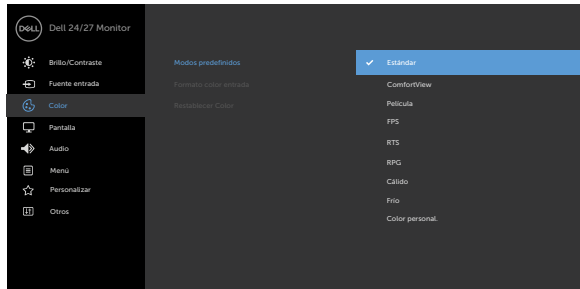 DELL Dell 24/27 Monitor
Brillo/Contraste
Fuente entrada
Color
Pantalla
Audio
Menú
Personalizar
Otros
Modos predefinidos
Formato color entrada
Restablecer Color
Estándar
ComfortView
Película
FPS
RTS
RPG
Cálido
Frío
Color personal.